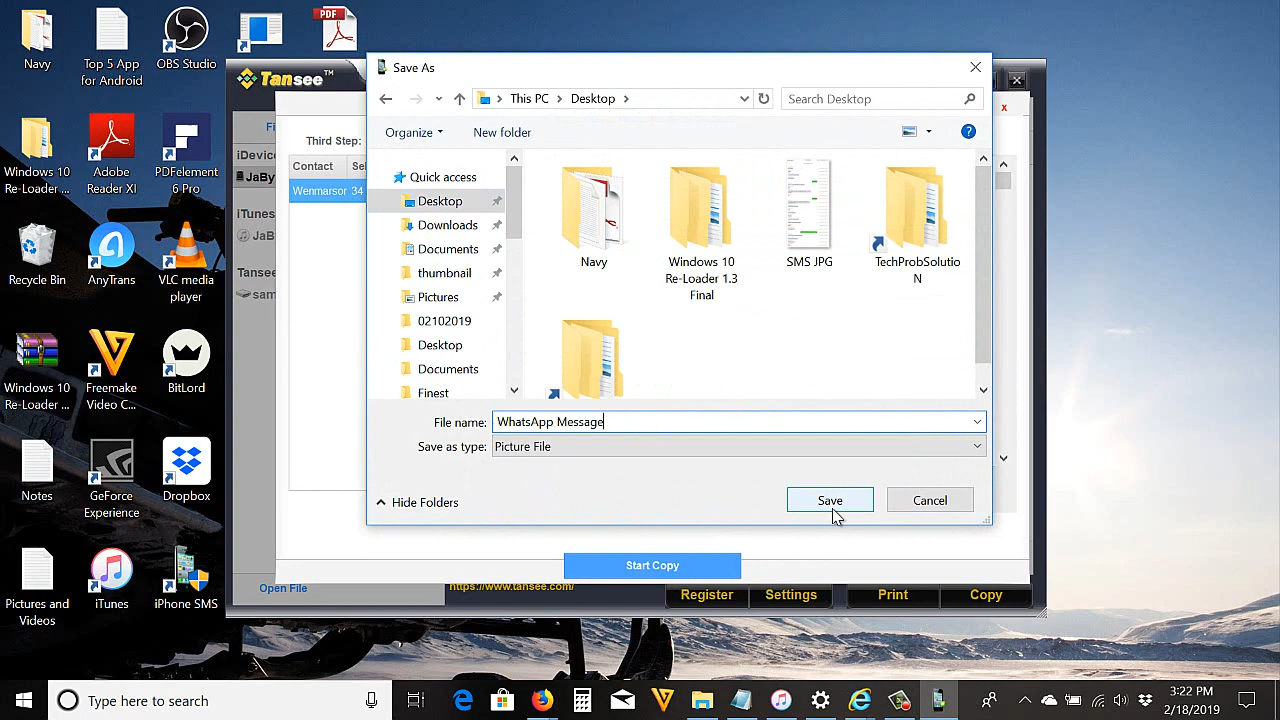 Navy
Top 5 App
for Android
OBS Studio
PDF
Windows 10
Re-Loader ...
Adobe
Reader XI
PDFelement
6 Pro
Recycle Bin
AnyTrans
VLC media
player
Windows 10
Re-Loader ...
Freemake
Video C...
BitLord
Notes
GeForce
Experience
Dropbox
Pictures and
Videos
iTunes
iPhone SMS
Tansee™
Fi
iDevic
JaBy
iTunes
JaB
Tansee
sam
Open File
Third Step:
Contact
Sel
Wenmarsor 34
x
Save As
This PC
Desktop
Search Desktop
Organize
New folder
?
Quick access
Desktop
Downloads
Documents
thumbnail
Pictures
02102019
Desktop
Documents
Finest
Navy
Windows 10
Re-Loader 1.3
Final
SMS JPG
TechProbSolutio
N
File name:
WhatsApp Message
Save as type:
Picture File
Hide Folders
Save
Cancel
Start Copy
https://www.tansee.com/
Register
Settings
Print
Copy
Type here to search
3:22 PM
2/18/2019